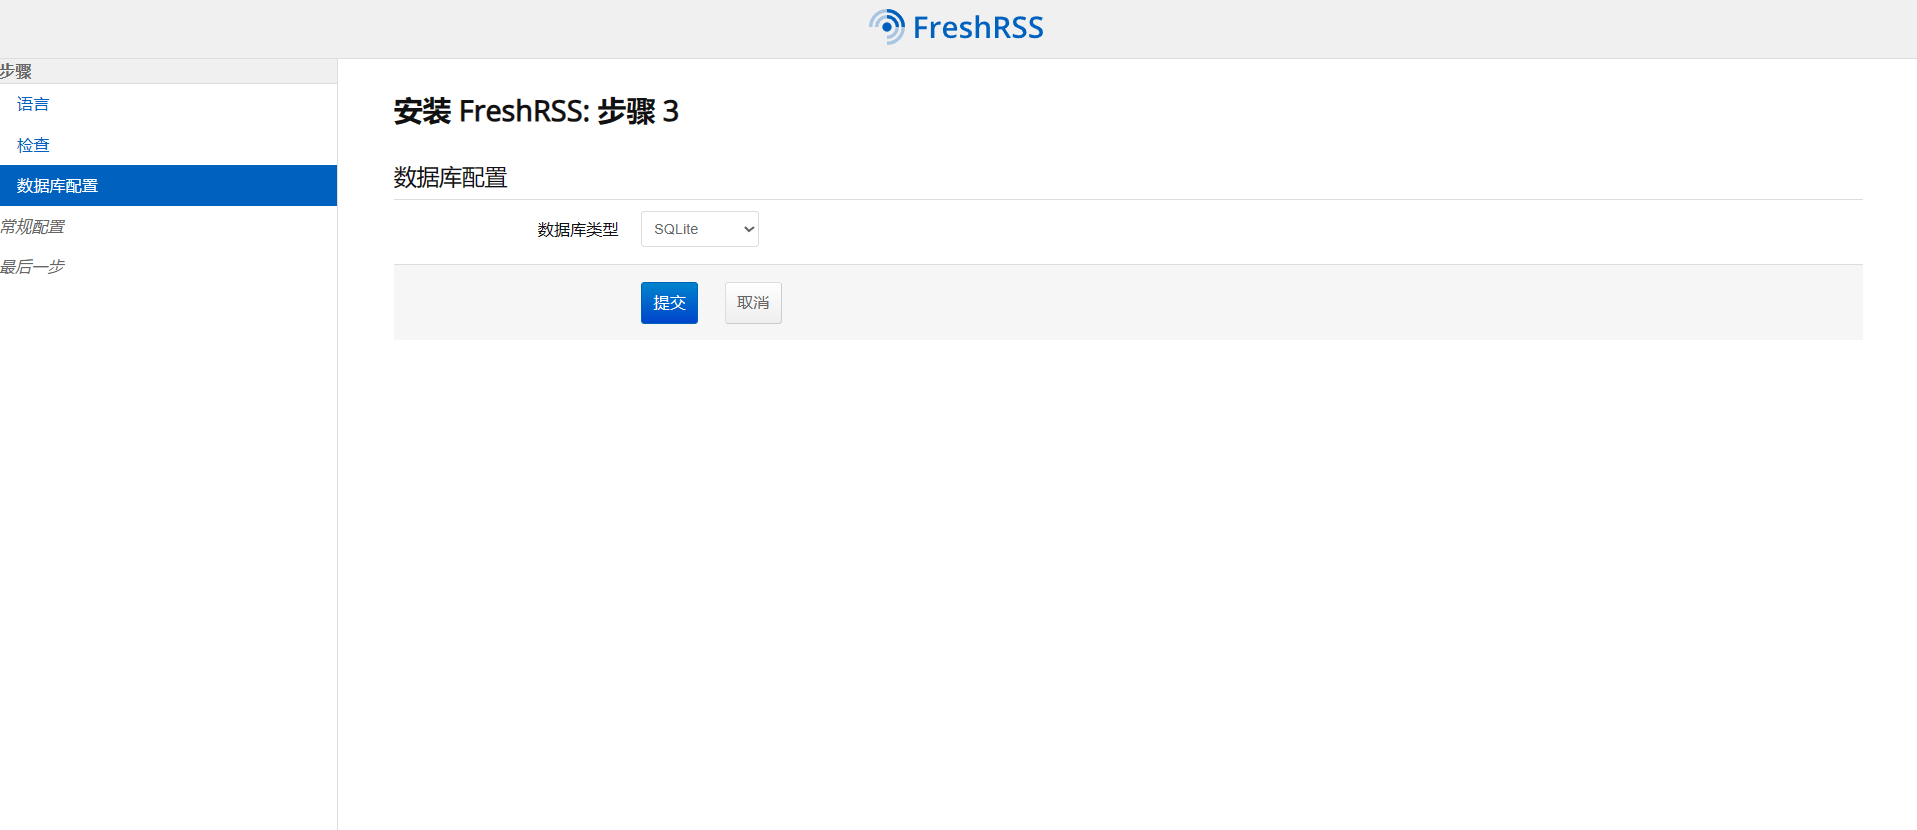 FreshRSS
步骤
语言
检查
数据库配置
常规配置
最后一步
安装 FreshRSS: 步骤 3
数据库配置
数据库类型 SQLite
提交 取消